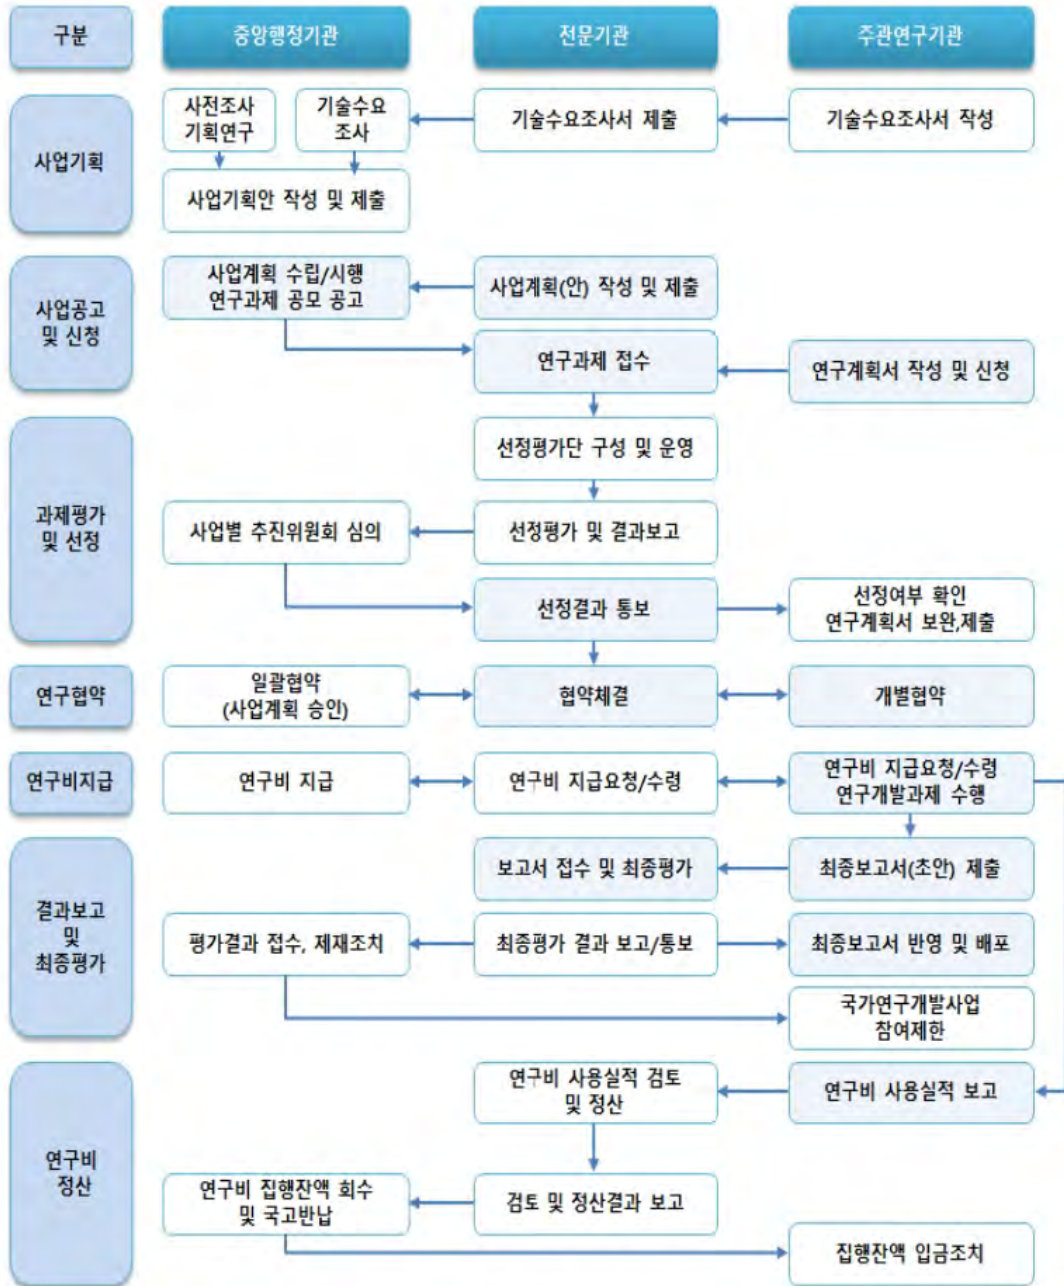 구분
중앙행정기관
전문기관
주관연구기관
사업기획
사전조사
기획연구
기술수요
조사
기술수요조사서 제출
기술수요조사서 작성
사업기획안 작성 및 제출
사업공고
및 신청
사업계획 수립/시행
연구과제 공모 공고
사업계획(안) 작성 및 제출
연구과제 접수
연구계획서 작성 및 신청
과제평가
및 선정
선정평가단 구성 및 운영
사업별 추진위원회 심의
선정평가 및 결과보고
선정결과 통보
선정여부 확인
연구계획서 보완,제출
연구협약
일괄협약
(사업계획 승인)
협약체결
개별협약
연구비지급
연구비 지급
연구비 지급요청/수령
연구비 지급요청/수령
연구개발과제 수행
결과보고
및
최종평가
보고서 접수 및 최종평가
최종보고서(초안) 제출
평가결과 접수, 제재조치
최종평가 결과 보고/통보
최종보고서 반영 및 배포
국가연구개발사업
참여제한
연구비
정산
연구비 사용실적 검토
및 정산
연구비 사용실적 보고
연구비 집행잔액 회수
및 국고반납
검토 및 정산결과 보고
집행잔액 입금조치